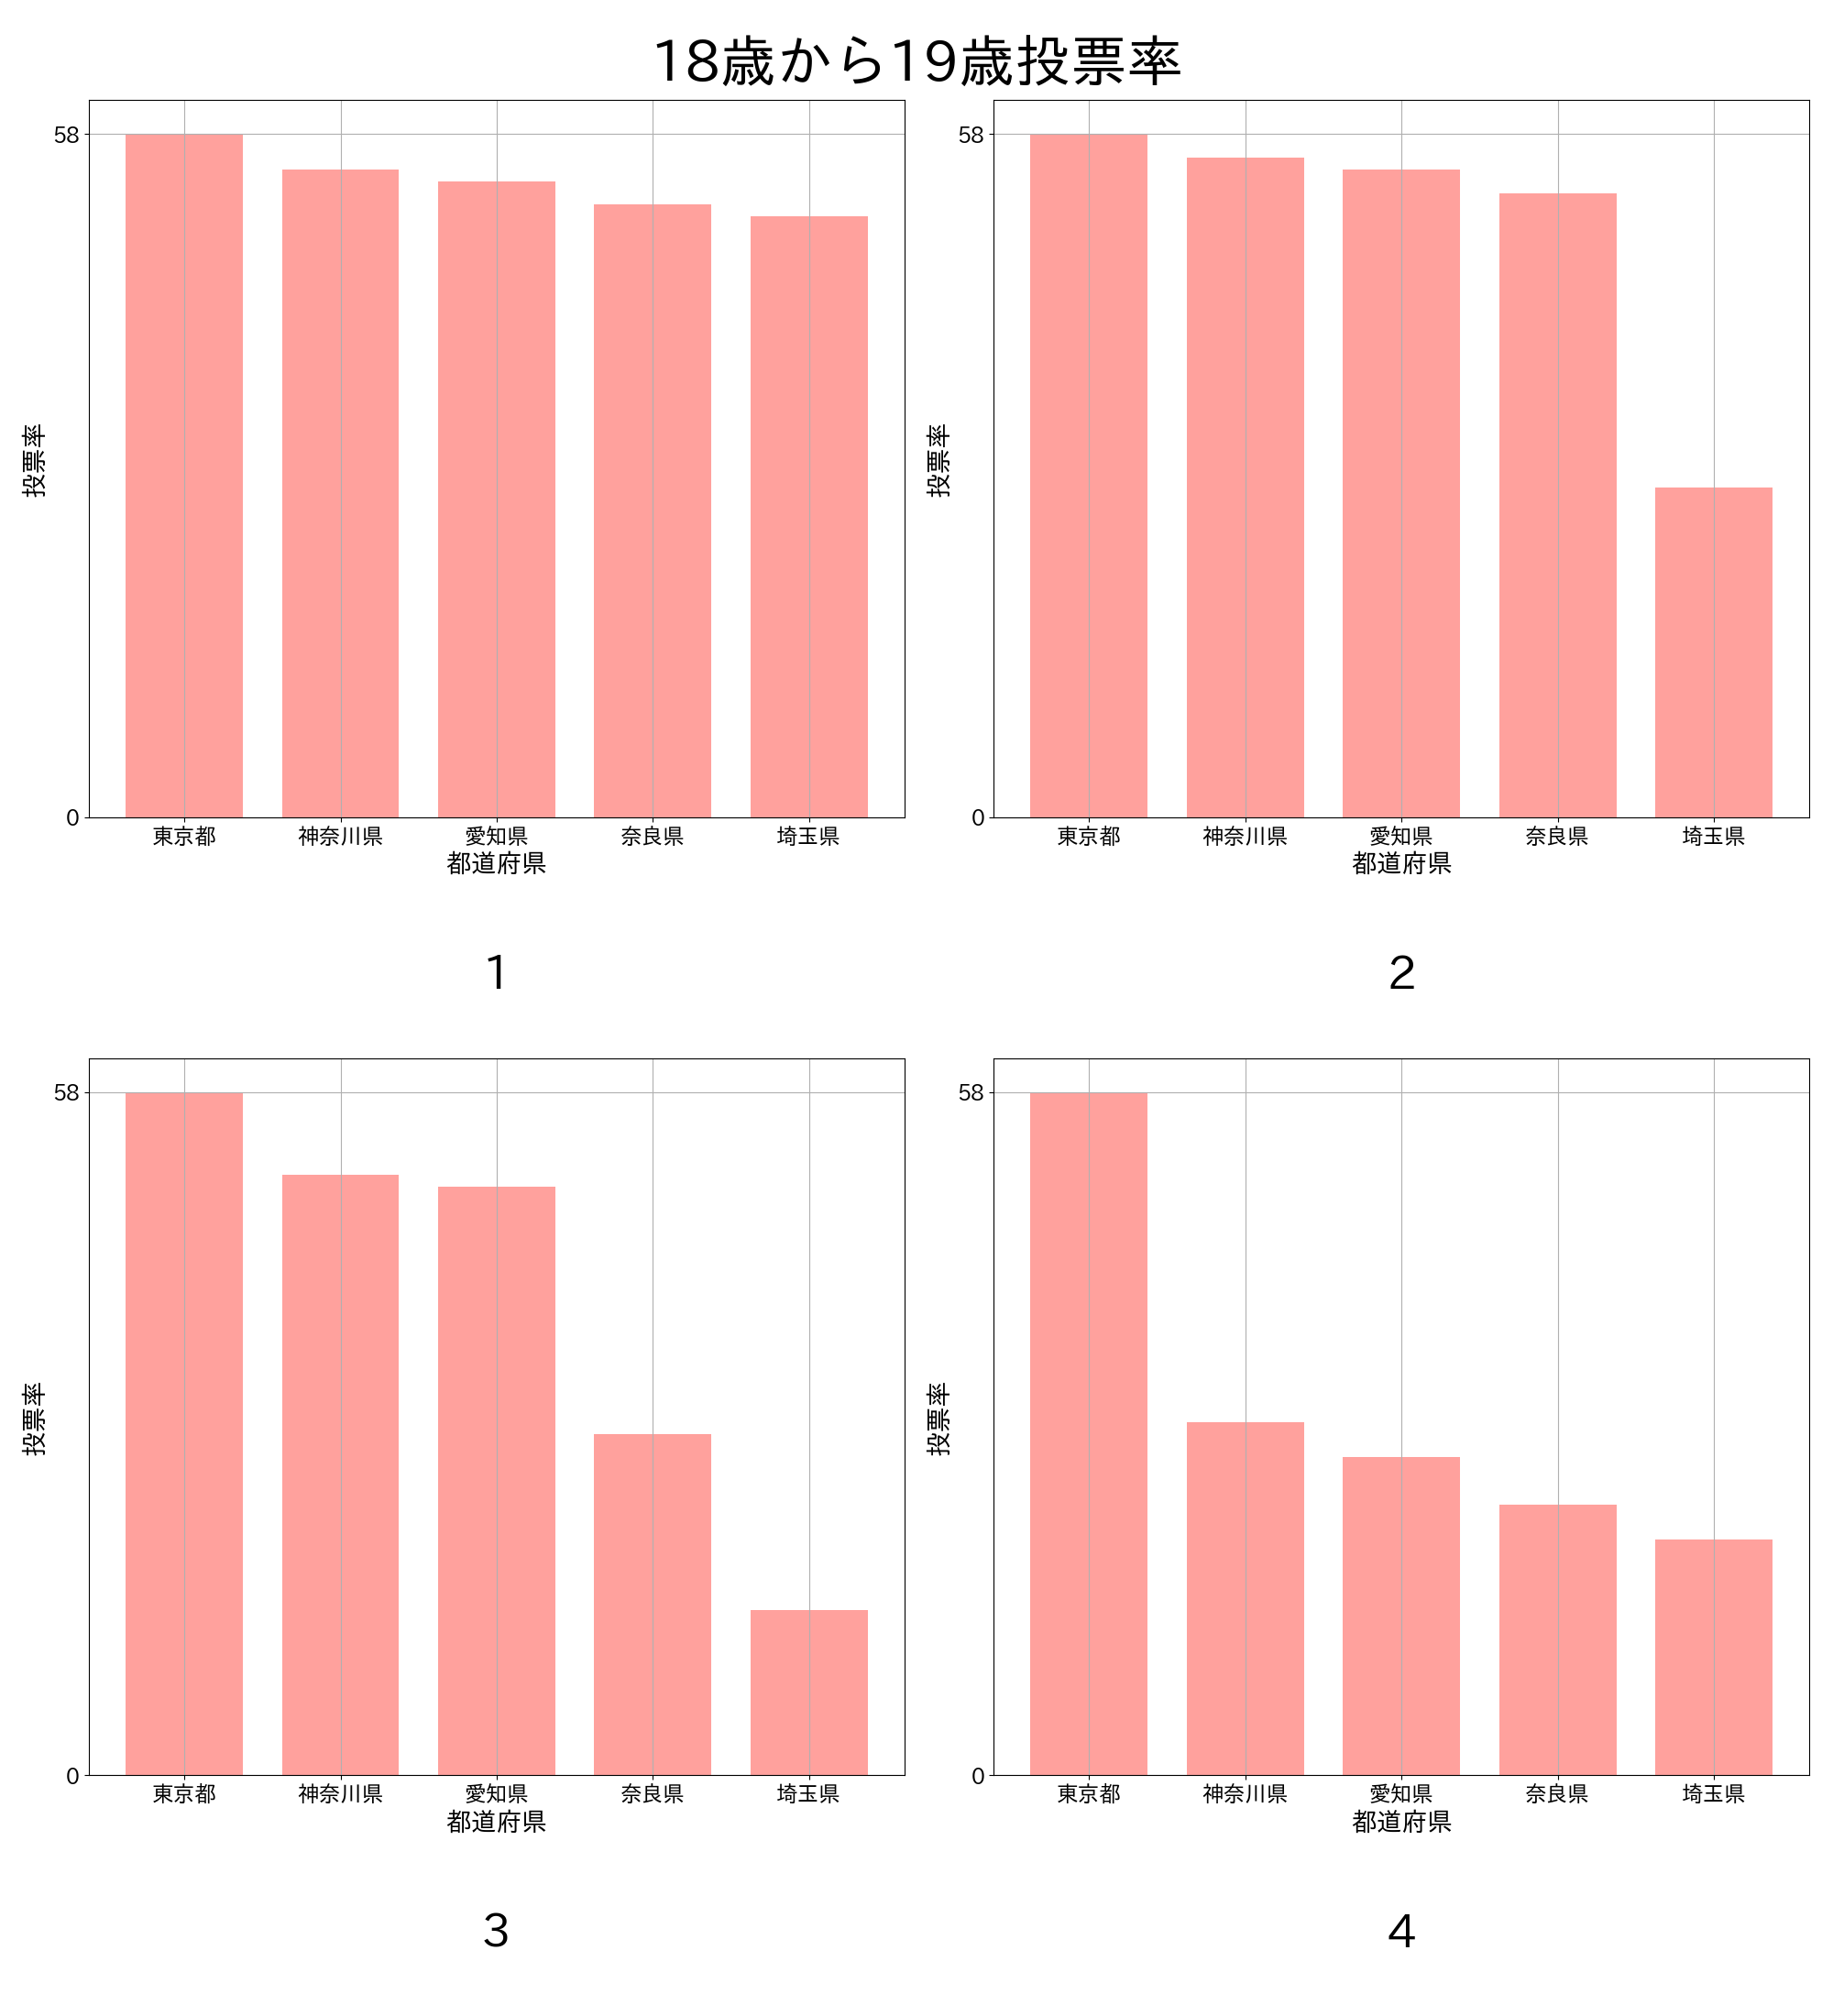 18歳から19歳投票率
58
0
投票率
東京都 神奈川県 愛知県 奈良県 埼玉県
都道府県
1
58
0
投票率
東京都 神奈川県 愛知県 奈良県 埼玉県
都道府県
2
58
0
投票率
東京都 神奈川県 愛知県 奈良県 埼玉県
都道府県
3
58
0
投票率
東京都 神奈川県 愛知県 奈良県 埼玉県
都道府県
4